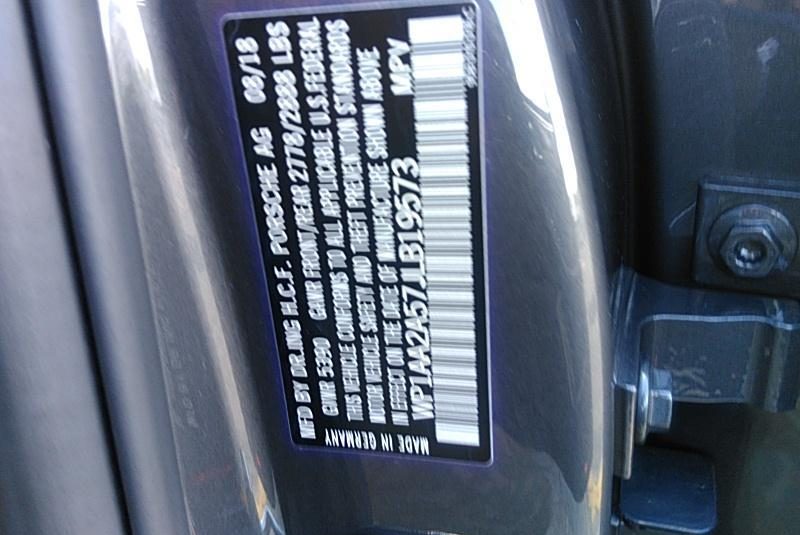 MFD BY DR.ING H.C.F. PORSCHE AG 08/18
GWR 5390 GAWR FRONT/REAR 2778/2888 LBS
THIS VEHICLE CONFORMS TO ALL APPLICABLE U.S. FEDERAL
MOTOR VEHICLE SAFETY AND THEFT PREVENTION STANDARDS
IN EFFECT ON THE DATE OF MANUFACTURE SHOWN ABOVE
WP1AA2A57JLB19573 MPV
MADE IN GERMANY